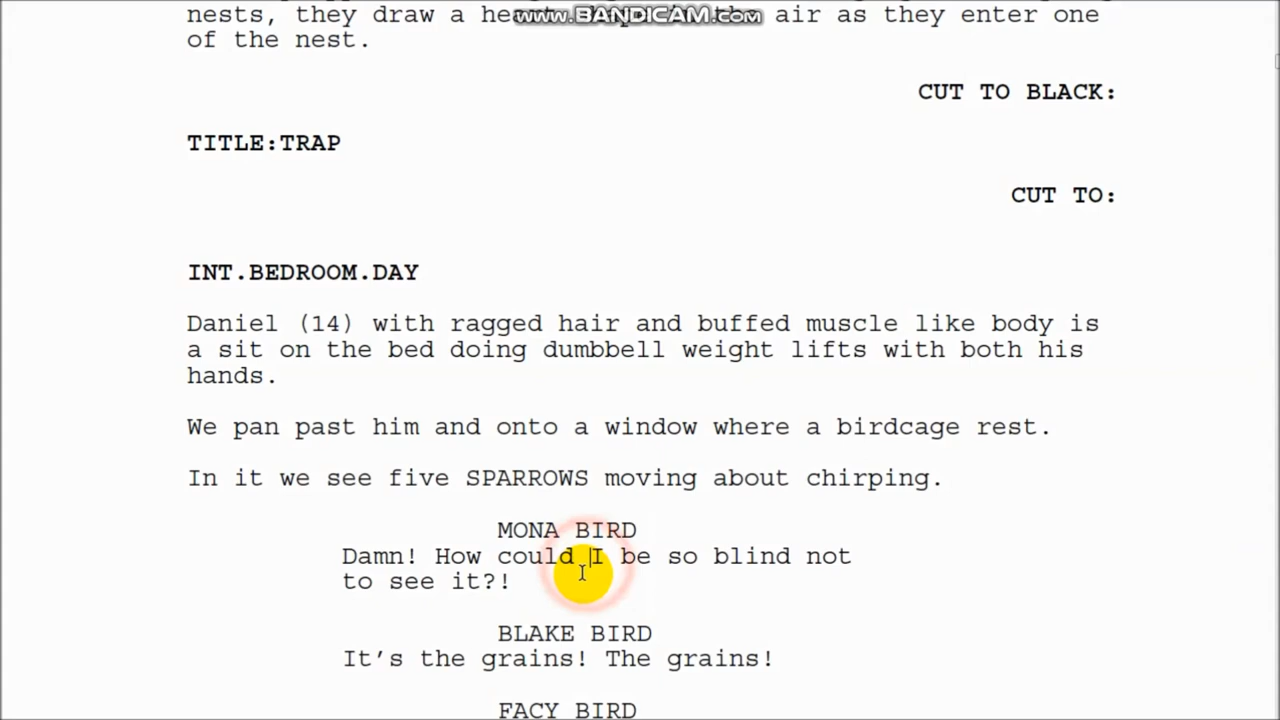 nests, they draw a heart air as they enter one
www.BANDICAM.com
of the nest.
CUT TO BLACK:
TITLE:TRAP
CUT TO:
INT.BEDROOM.DAY
Daniel (14) with ragged hair and buffed muscle like body is
a sit on the bed doing dumbbell weight lifts with both his
hands.
We pan past him and onto a window where a birdcage rest.
In it we see five SPARROWS moving about chirping.
MONA BIRD
Damn! How could I be so blind not
to see it?!
BLAKE BIRD
It's the grains! The grains!
FACY BIRD